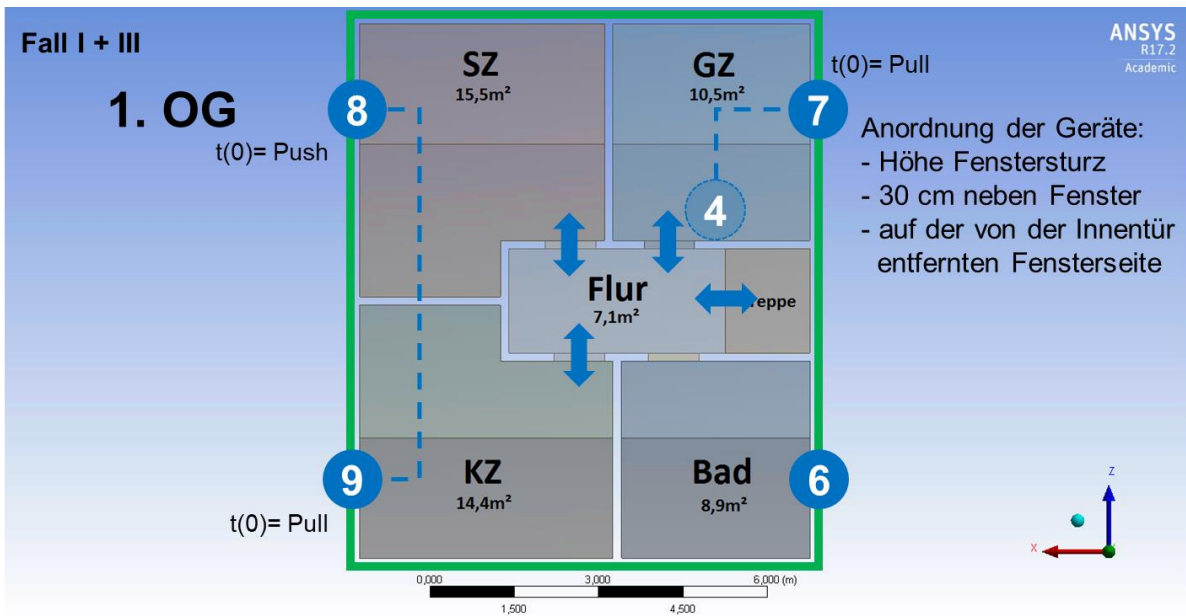 Fall I + III
1. OG
ANSYS
R17.2
Academic
SZ
15,5m²
GZ
10,5m²
t(0)= Pull
8
7
t(0)= Push
Anordnung der Geräte:
- Höhe Fenstersturz
- 30 cm neben Fenster
- auf der von der Innentür
entfernten Fensterseite
4
Flur
7,1m²
reppe
9
KZ
14,4m²
Bad
8,9m²
6
t(0)= Pull
Z
X
0,000
3,000
6,000 (m)
1,500
4,500